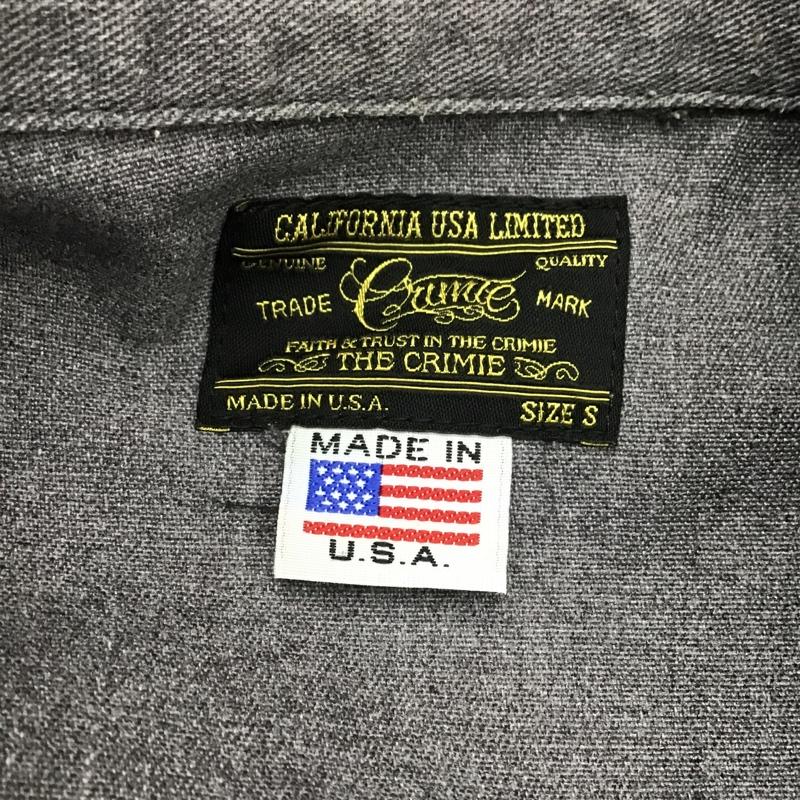 CALIFORNIA USA LIMITED
GENUINE QUALITY
TRADE Crimie MARK
FAITH & TRUST IN THE CRIMIE
THE CRIMIE
MADE IN U.S.A. SIZE S
MADE IN
U.S.A.